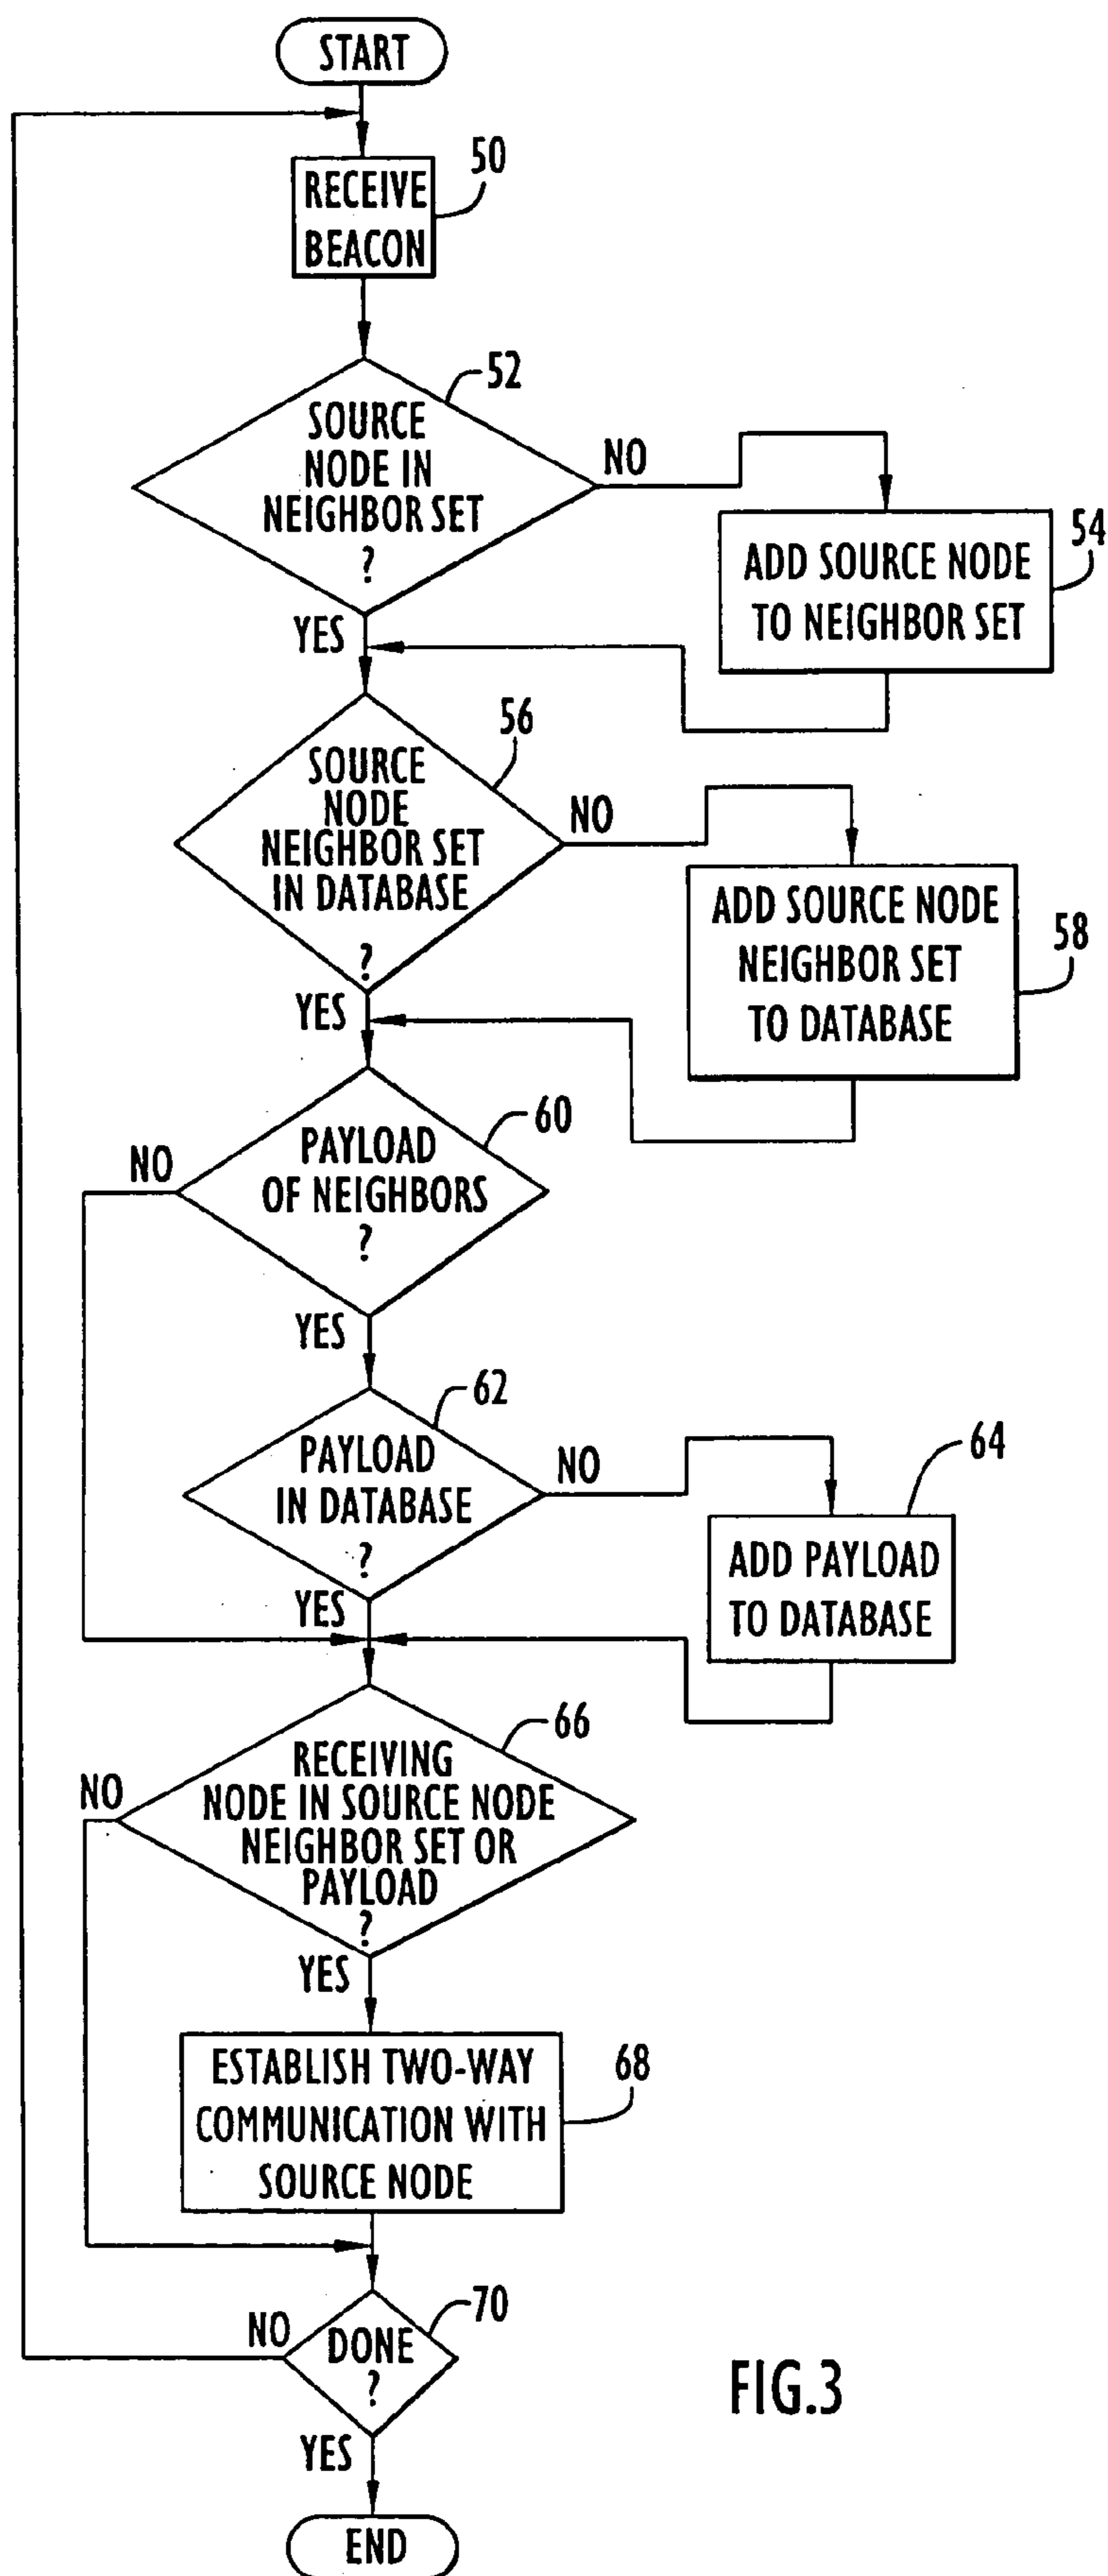 START
50
RECEIVE
BEACON
52
SOURCE
NODE IN
NEIGHBOR SET
?
NO
54
ADD SOURCE NODE
TO NEIGHBOR SET
YES
56
SOURCE
NODE
NEIGHBOR SET
IN DATABASE
?
NO
58
ADD SOURCE NODE
NEIGHBOR SET
TO DATABASE
YES
60
PAYLOAD
OF NEIGHBORS
?
NO
YES
62
PAYLOAD
IN DATABASE
?
NO
64
ADD PAYLOAD
TO DATABASE
YES
66
RECEIVING
NODE IN SOURCE NODE
NEIGHBOR SET OR
PAYLOAD
?
NO
YES
68
ESTABLISH TWO-WAY
COMMUNICATION WITH
SOURCE NODE
70
DONE
?
NO
YES
END
FIG.3